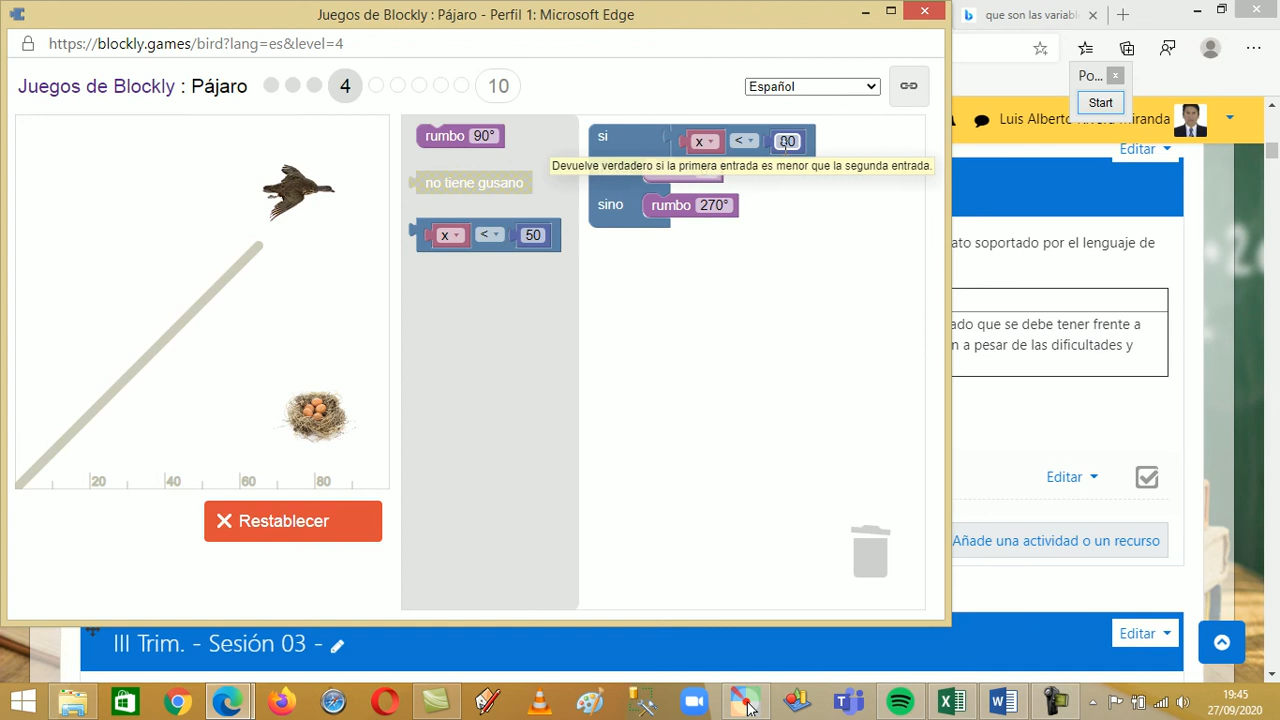 Juegos de Blockly : Pájaro - Perfil 1: Microsoft Edge
que son las variabl
https://blockly.games/bird?lang=es&level=4
Po...
Start
Juegos de Blockly : Pájaro
4
10
Español
Luis Alberto Rivera Miranda
Editar
rumbo 90°
si
x
<
80
Devuelve verdadero si la primera entrada es menor que la segunda entrada.
no tiene gusano
sino
rumbo 270°
x
<
50
ato soportado por el lenguaje de
ado que se debe tener frente a
m a pesar de las dificultades y
20
40
60
80
Editar
Restablecer
Añade una actividad o un recurso
III Trim. - Sesión 03 -
Editar
19:45
27/09/2020